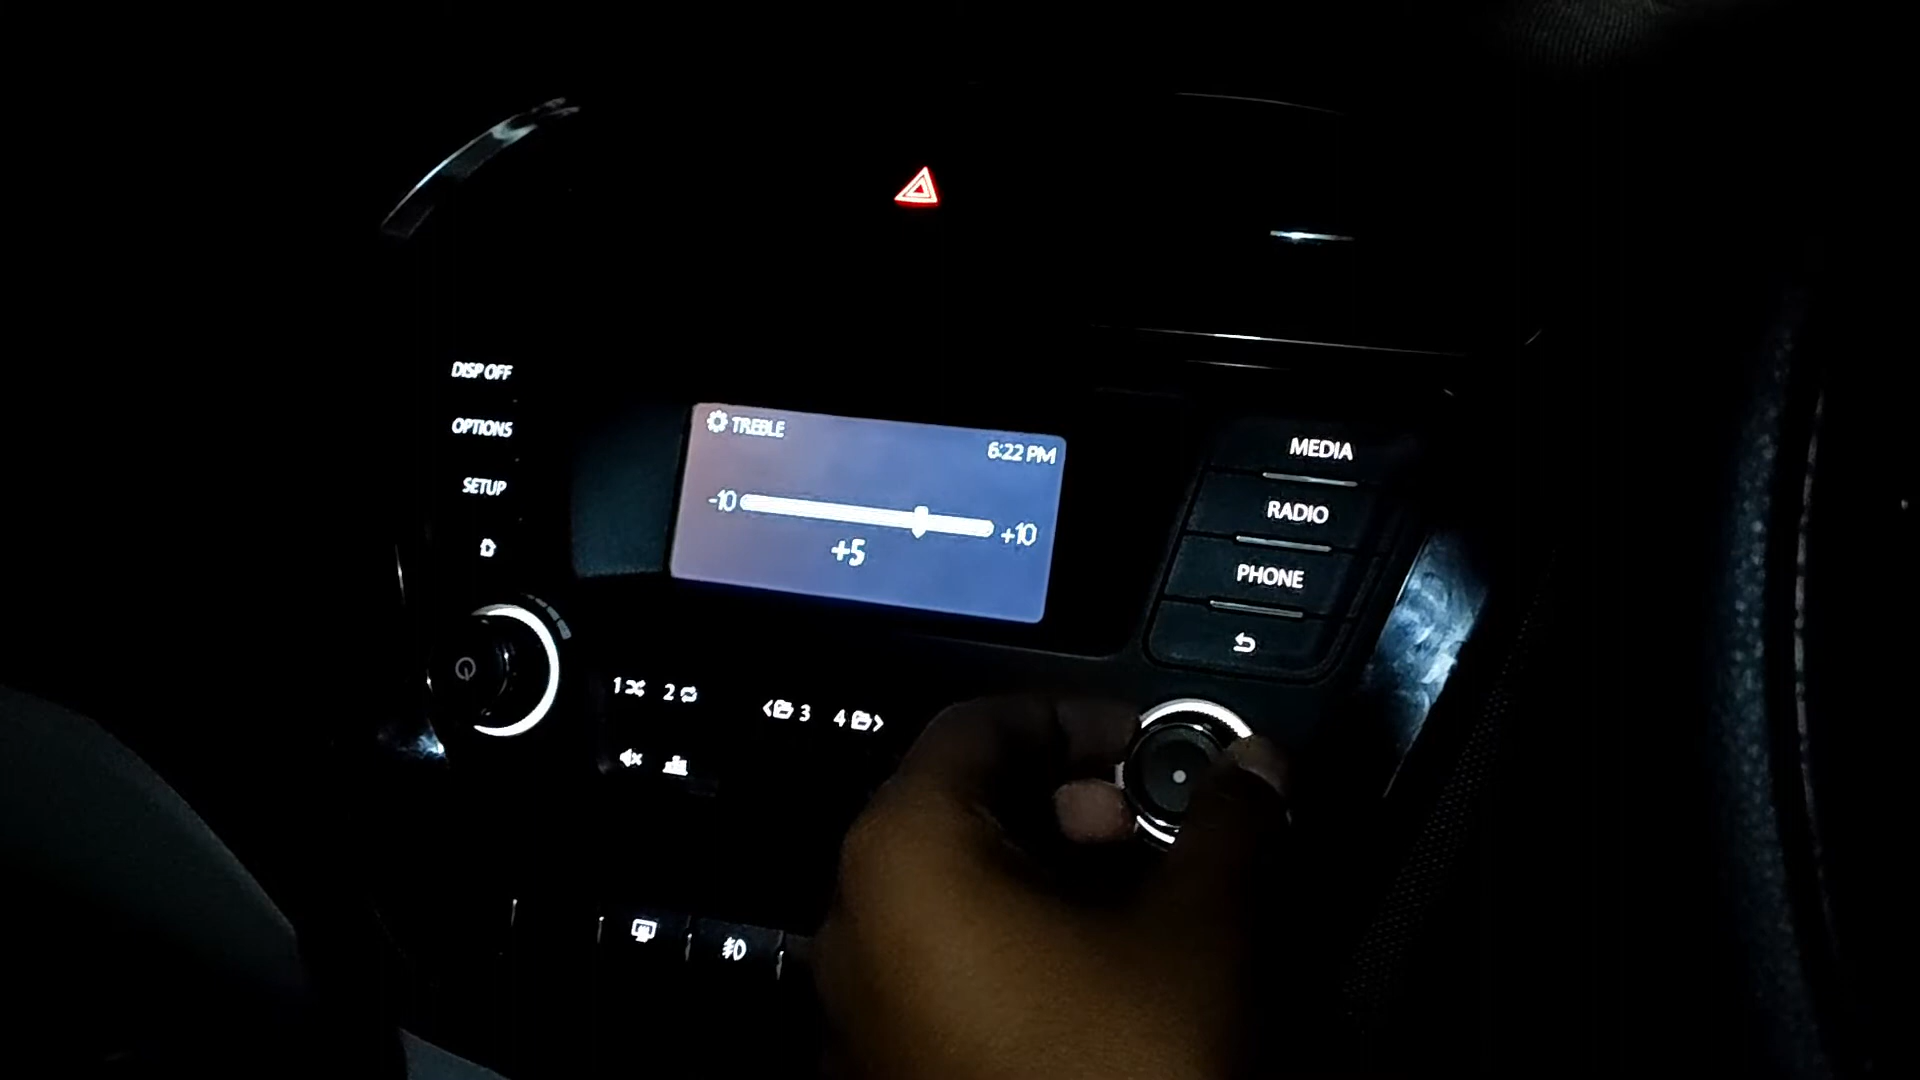 DISP OFF
OPTIONS
SETUP
TREBLE
6:22 PM
-10
+10
+5
MEDIA
RADIO
PHONE
1
2
3
4